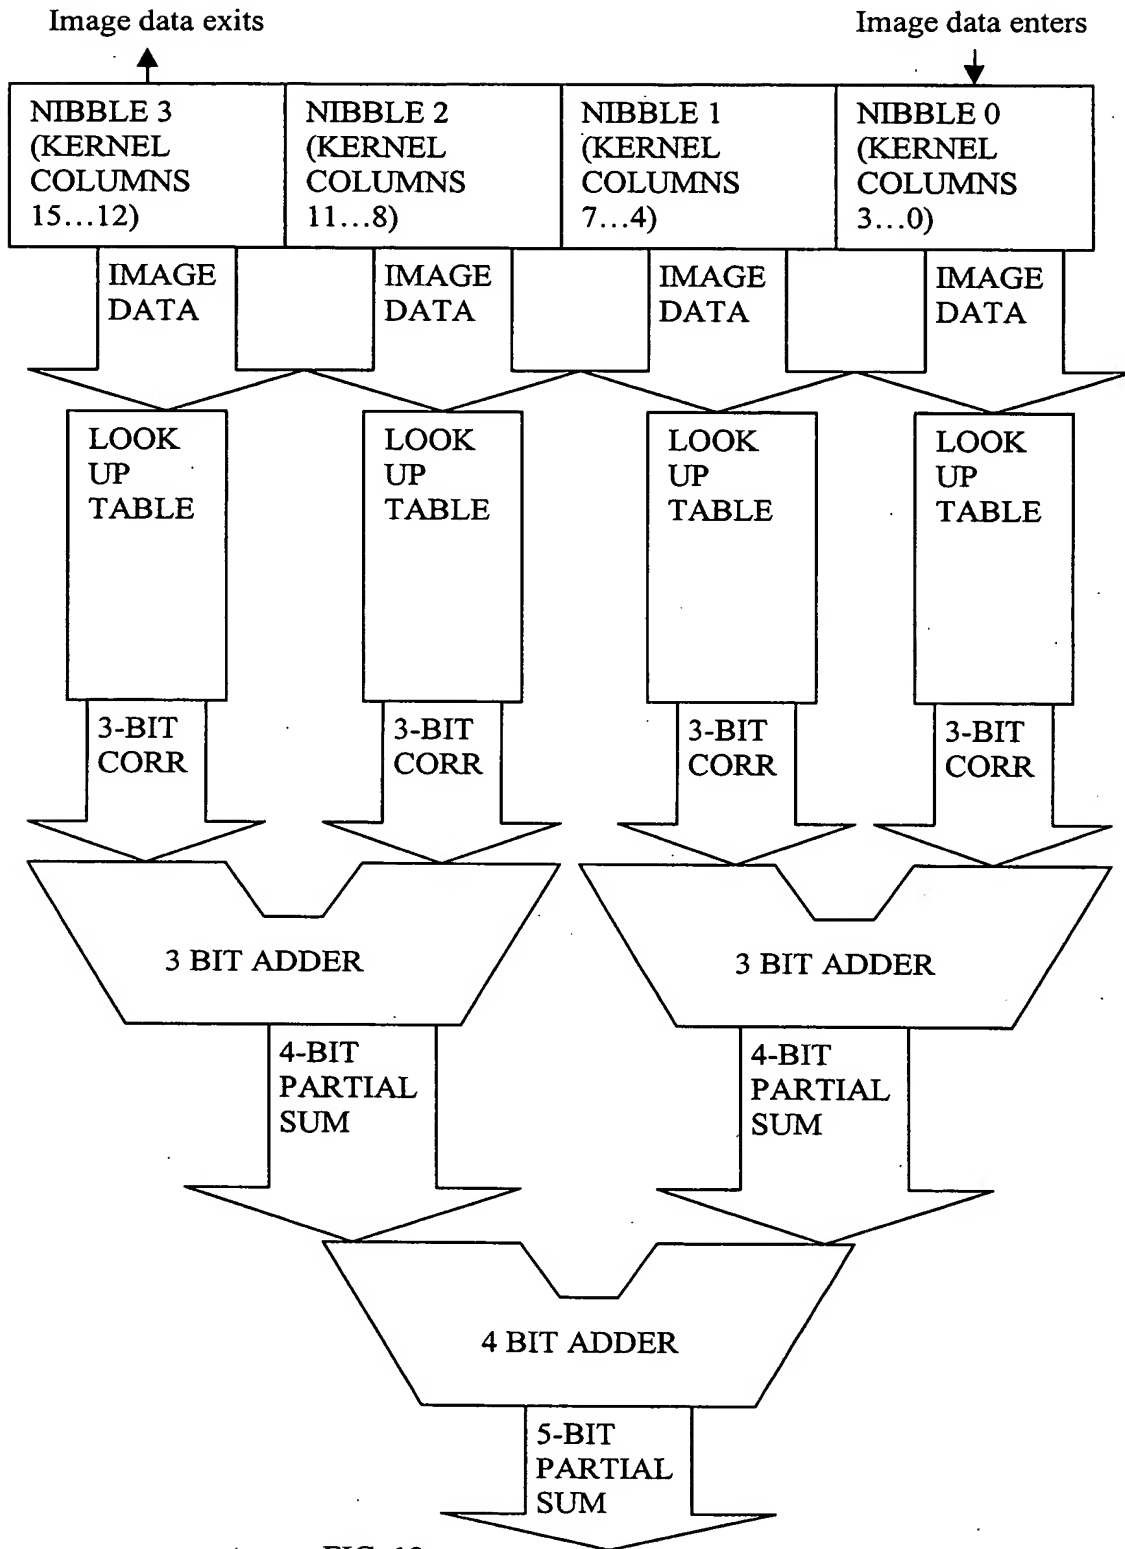 Image data exits
Image data enters
NIBBLE 3
(KERNEL
COLUMNS
15...12)
NIBBLE 2
(KERNEL
COLUMNS
11...8)
NIBBLE 1
(KERNEL
COLUMNS
7...4)
NIBBLE 0
(KERNEL
COLUMNS
3...0)
IMAGE
DATA
IMAGE
DATA
IMAGE
DATA
IMAGE
DATA
LOOK
UP
TABLE
LOOK
UP
TABLE
LOOK
UP
TABLE
LOOK
UP
TABLE
3-BIT
CORR
3-BIT
CORR
3-BIT
CORR
3-BIT
CORR
3 BIT ADDER
3 BIT ADDER
4-BIT
PARTIAL
SUM
4-BIT
PARTIAL
SUM
4 BIT ADDER
5-BIT
PARTIAL
SUM